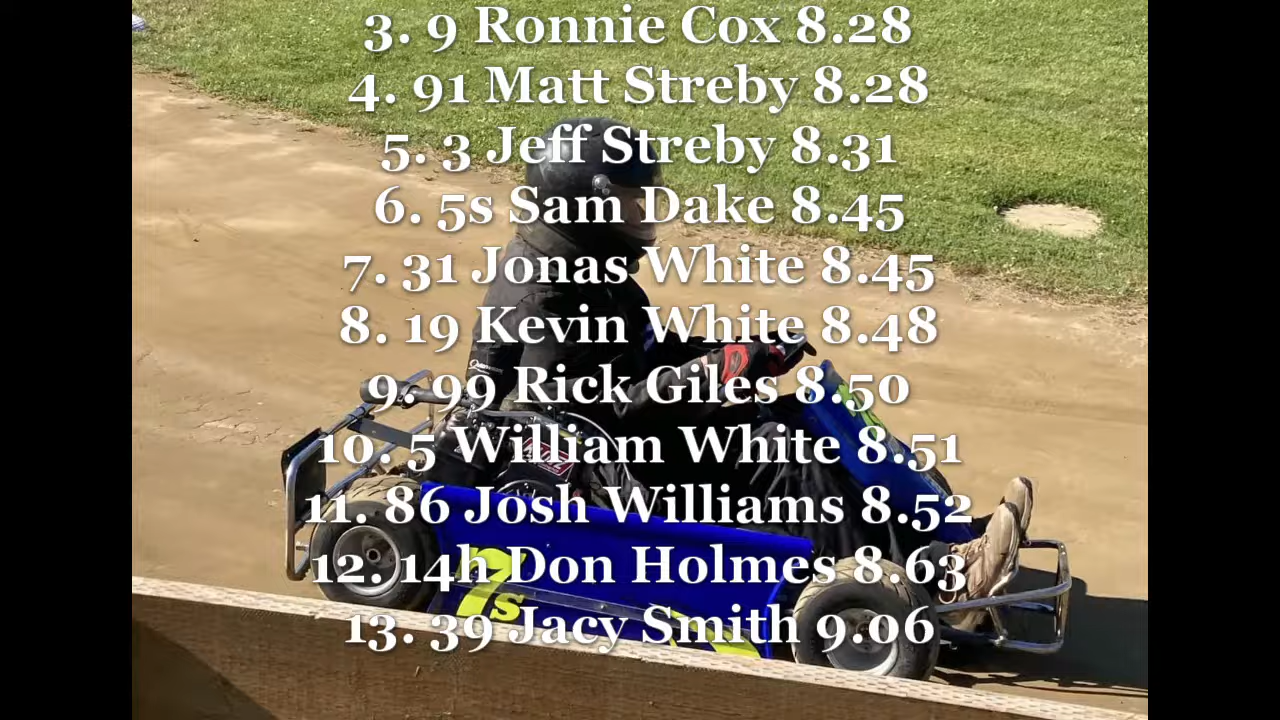 3. 9 Ronnie Cox 8.28
4. 91 Matt Streby 8.28
5. 3 Jeff Streby 8.31
6. 5s Sam Dake 8.45
7. 31 Jonas White 8.45
8. 19 Kevin White 8.48
9. 99 Rick Giles 8.50
10. 5 William White 8.51
11. 86 Josh Williams 8.52
12. 14h Don Holmes 8.63
13. 39 Jacy Smith 9.06
7s